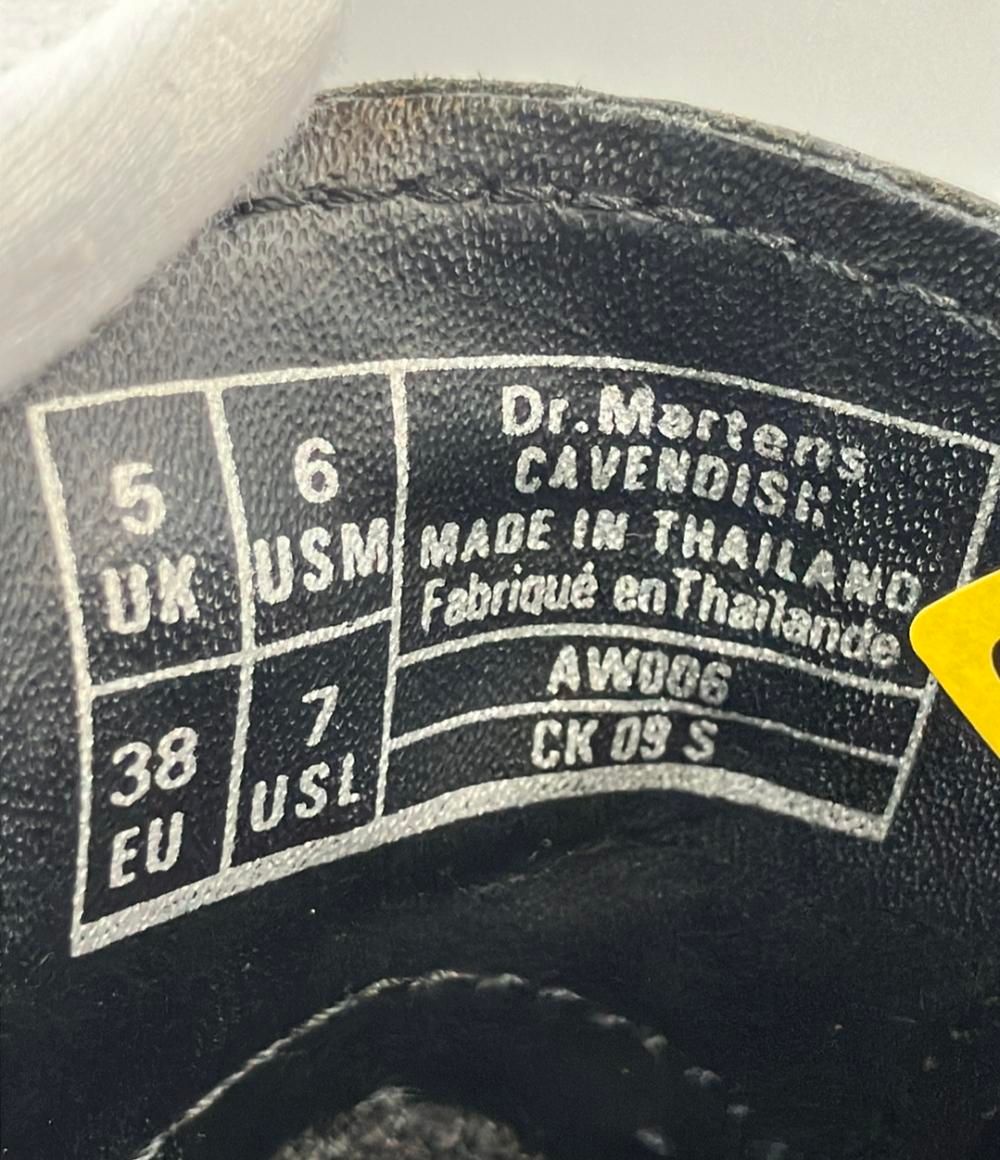 5
UK
6
USM
38
EU
7
USL
Dr.Martens
CAVENDISH
MADE IN THAILAND
Fabriqué en Thaïlande
AW006
CK 09 S